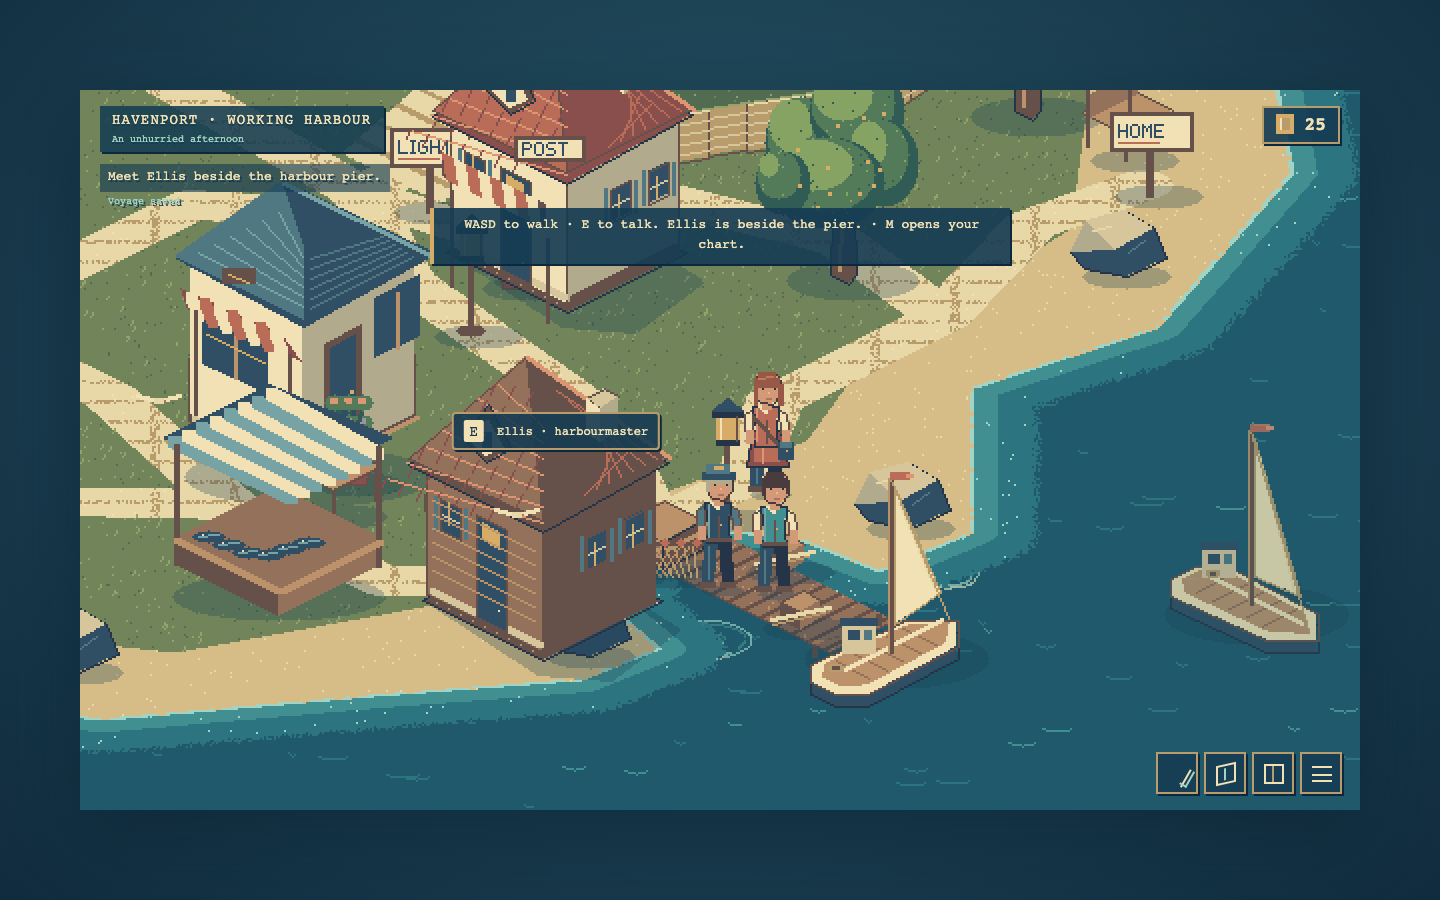 HAVENPORT · WORKING HARBOUR
An unhurried afternoon
25
Meet Ellis beside the harbour pier.
Voyage saved
LIGH
POST
HOME
WASD to walk · E to talk. Ellis is beside the pier. · M opens your
chart.
E Ellis · harbourmaster